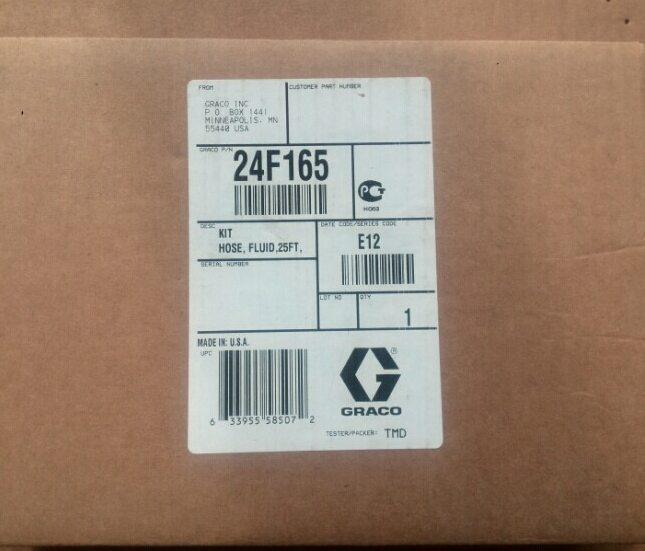 FROM
GRACO INC
P O BOX 1441
MINNEAPOLIS, MN
55440 USA
CUSTOMER PART NUMBER
GRACO P/N
24F165
РСТ
DESC
KIT
HOSE, FLUID,25FT,
DATE CODE/SERIES CODE
E12
SERIAL NUMBER
LOT NO
QTY
1
MADE IN: U.S.A.
UPC
6 33955 58507 2
G
®
GRACO
TESTER/PACKER: TMD